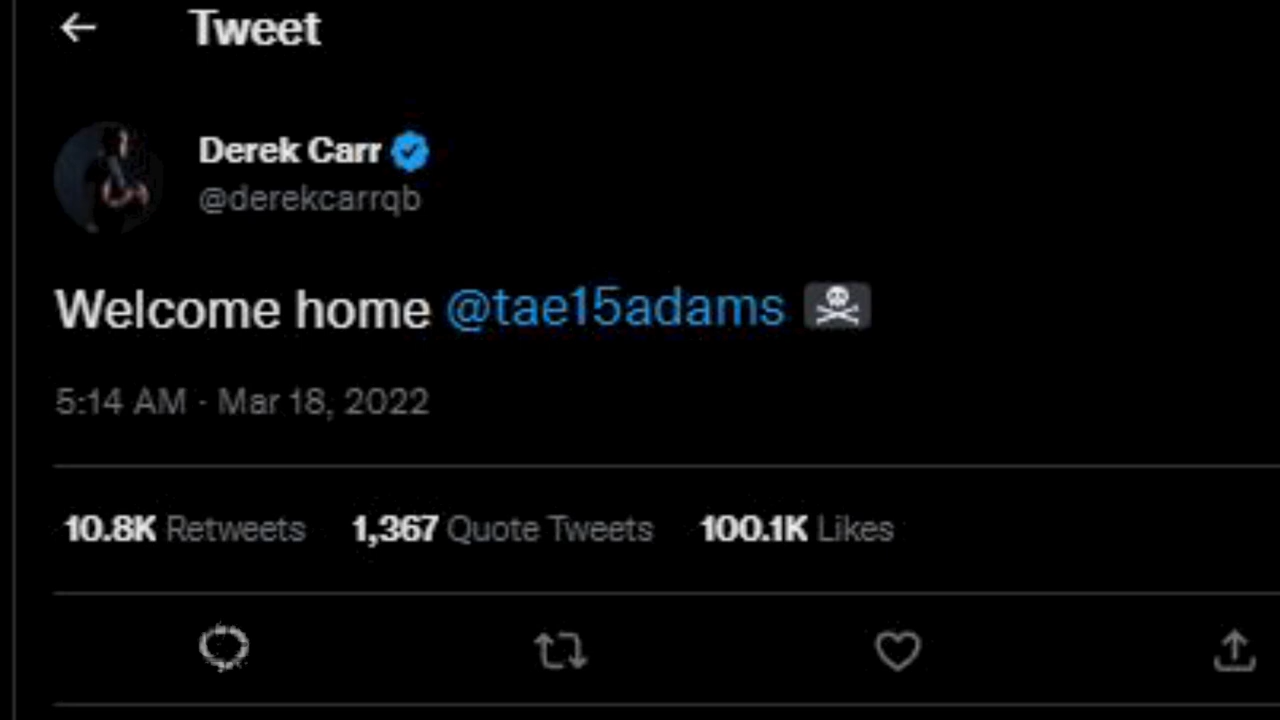 Tweet
Derek Carr
@derekcarrqb
Welcome home @tae15adams ☠
5:14 AM · Mar 18, 2022
10.8K Retweets 1,367 Quote Tweets 100.1K Likes